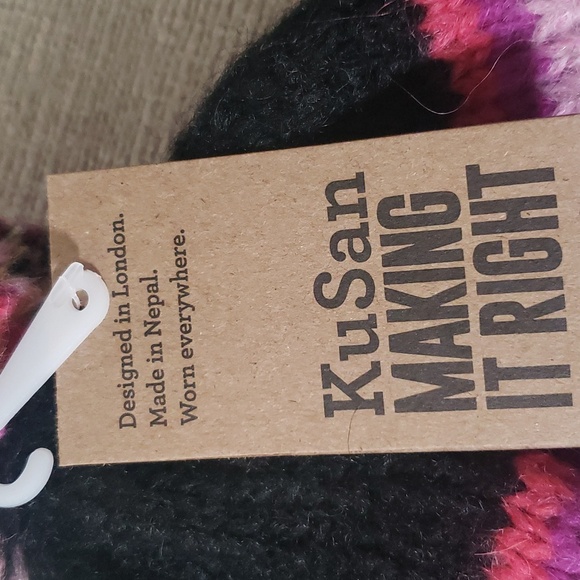 Designed in London.
Made in Nepal.
Worn everywhere.
KuSan
MAKING
IT RIGHT